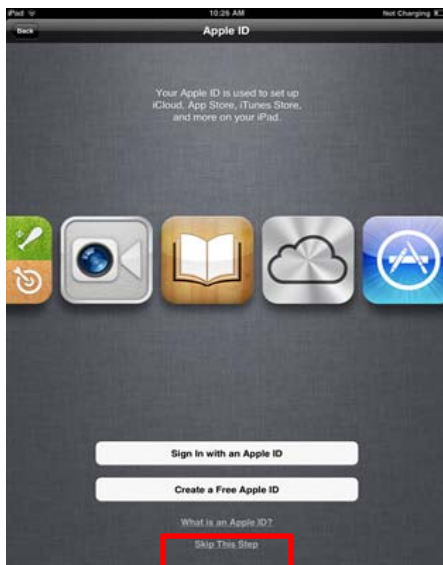 iPad
10:25 AM
Not Charging
Back
Apple ID
Your Apple ID is used to set up
iCloud, App Store, iTunes Store,
and more on your iPad.
Sign In with an Apple ID
Create a Free Apple ID
What is an Apple ID?
Skip This Step